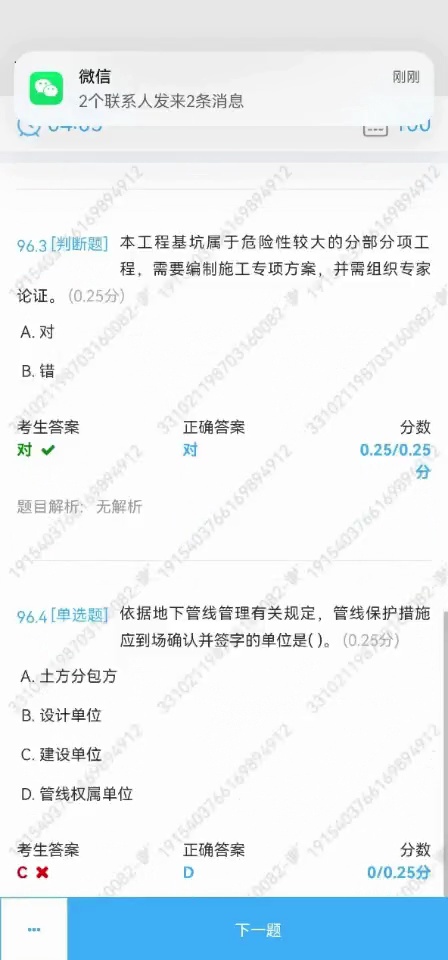 微信
刚刚
2个联系人发来2条消息
96.3 [判断题] 本工程基坑属于危险性较大的分部分项工
程，需要编制施工专项方案，并需组织专家
论证。(0.25分)
A. 对
B. 错
考生答案 正确答案 分数
对 对 0.25/0.25
分
题目解析: 无解析
96.4 [单选题] 依据地下管线管理有关规定，管线保护措施
应到场确认并签字的单位是( )。(0.25分)
A. 土方分包方
B. 设计单位
C. 建设单位
D. 管线权属单位
考生答案 正确答案 分数
C D 0/0.25分
下一题